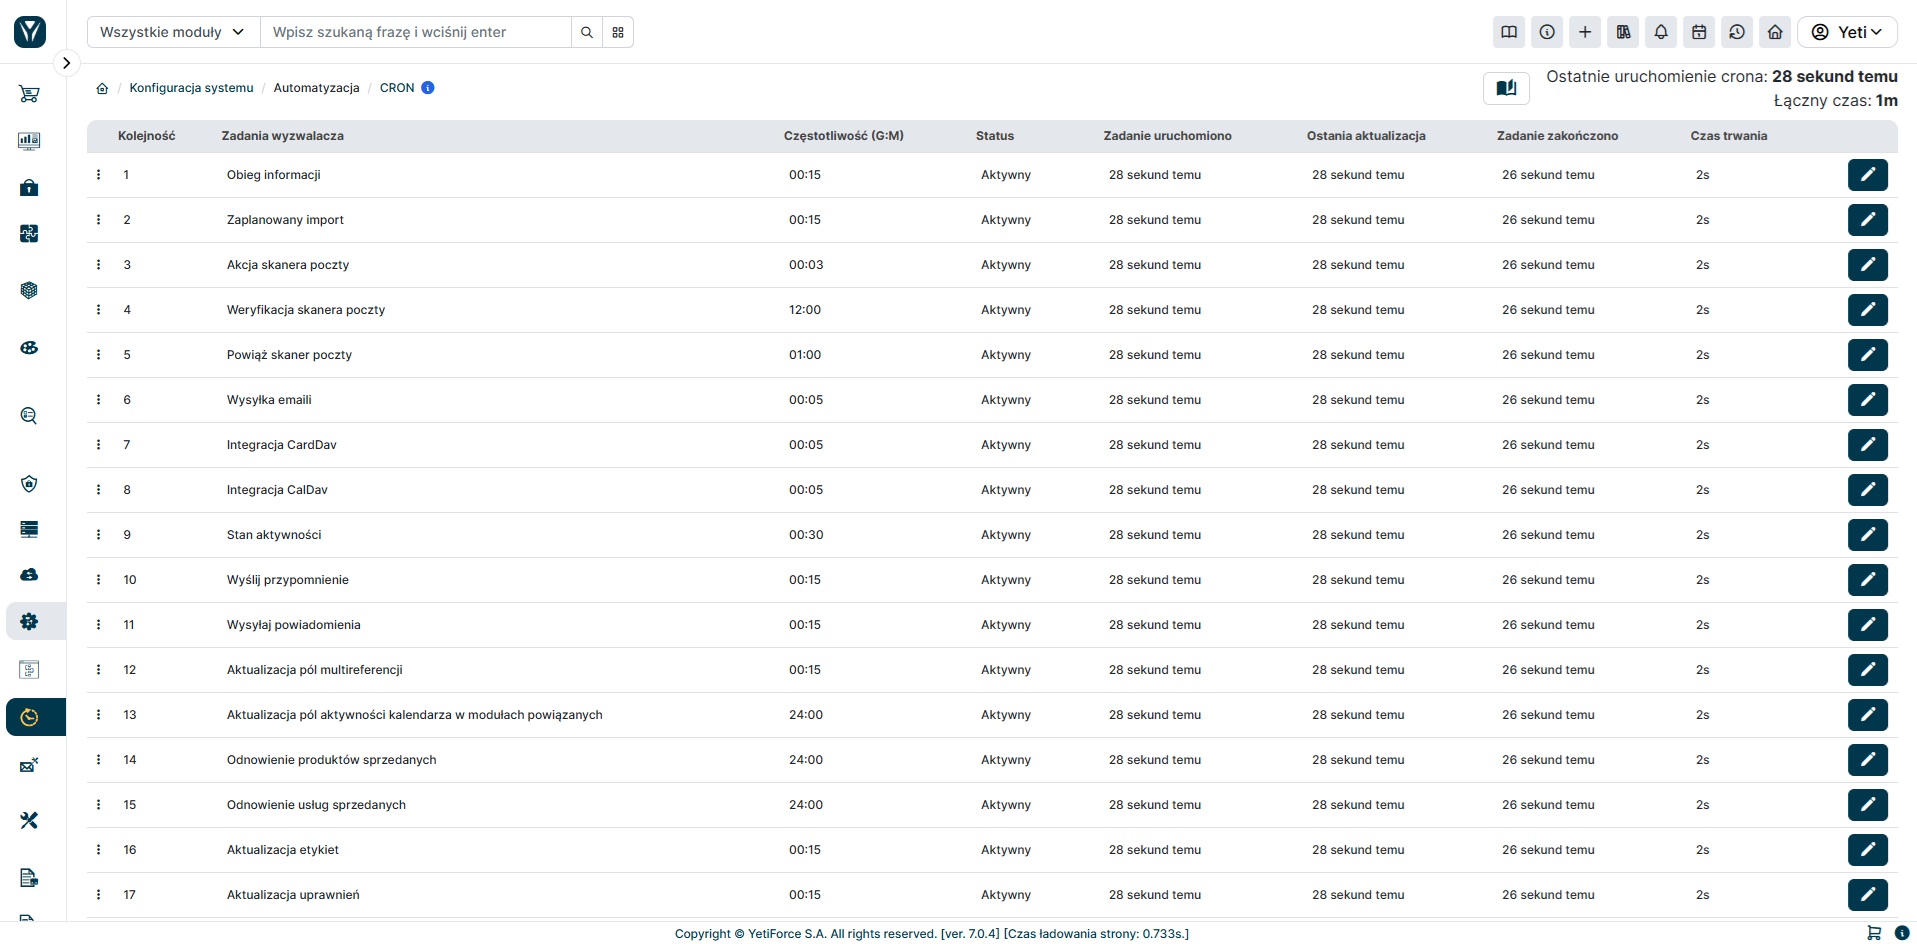 Wszystkie moduły Wpisz szukaną frazę i wciśnij enter Yeti
/ Konfiguracja systemu / Automatyzacja / CRON
Ostatnie uruchomienie crona: 28 sekund temu
Łączny czas: 1m
Kolejność Zadania wyzwalacza Częstotliwość (G:M) Status Zadanie uruchomiono Ostania aktualizacja Zadanie zakończono Czas trwania
1 Obieg informacji 00:15 Aktywny 28 sekund temu 28 sekund temu 26 sekund temu 2s
2 Zaplanowany import 00:15 Aktywny 28 sekund temu 28 sekund temu 26 sekund temu 2s
3 Akcja skanera poczty 00:03 Aktywny 28 sekund temu 28 sekund temu 26 sekund temu 2s
4 Weryfikacja skanera poczty 12:00 Aktywny 28 sekund temu 28 sekund temu 26 sekund temu 2s
5 Powiąż skaner poczty 01:00 Aktywny 28 sekund temu 28 sekund temu 26 sekund temu 2s
6 Wysyłka emaili 00:05 Aktywny 28 sekund temu 28 sekund temu 26 sekund temu 2s
7 Integracja CardDav 00:05 Aktywny 28 sekund temu 28 sekund temu 26 sekund temu 2s
8 Integracja CalDav 00:05 Aktywny 28 sekund temu 28 sekund temu 26 sekund temu 2s
9 Stan aktywności 00:30 Aktywny 28 sekund temu 28 sekund temu 26 sekund temu 2s
10 Wyślij przypomnienie 00:15 Aktywny 28 sekund temu 28 sekund temu 26 sekund temu 2s
11 Wysyłaj powiadomienia 00:15 Aktywny 28 sekund temu 28 sekund temu 26 sekund temu 2s
12 Aktualizacja pól multireferencji 00:15 Aktywny 28 sekund temu 28 sekund temu 26 sekund temu 2s
13 Aktualizacja pól aktywności kalendarza w modułach powiązanych 24:00 Aktywny 28 sekund temu 28 sekund temu 26 sekund temu 2s
14 Odnowienie produktów sprzedanych 24:00 Aktywny 28 sekund temu 28 sekund temu 26 sekund temu 2s
15 Odnowienie usług sprzedanych 24:00 Aktywny 28 sekund temu 28 sekund temu 26 sekund temu 2s
16 Aktualizacja etykiet 00:15 Aktywny 28 sekund temu 28 sekund temu 26 sekund temu 2s
17 Aktualizacja uprawnień 00:15 Aktywny 28 sekund temu 28 sekund temu 26 sekund temu 2s
Copyright © YetiForce S.A. All rights reserved. [ver. 7.0.4] [Czas ładowania strony: 0.733s.]